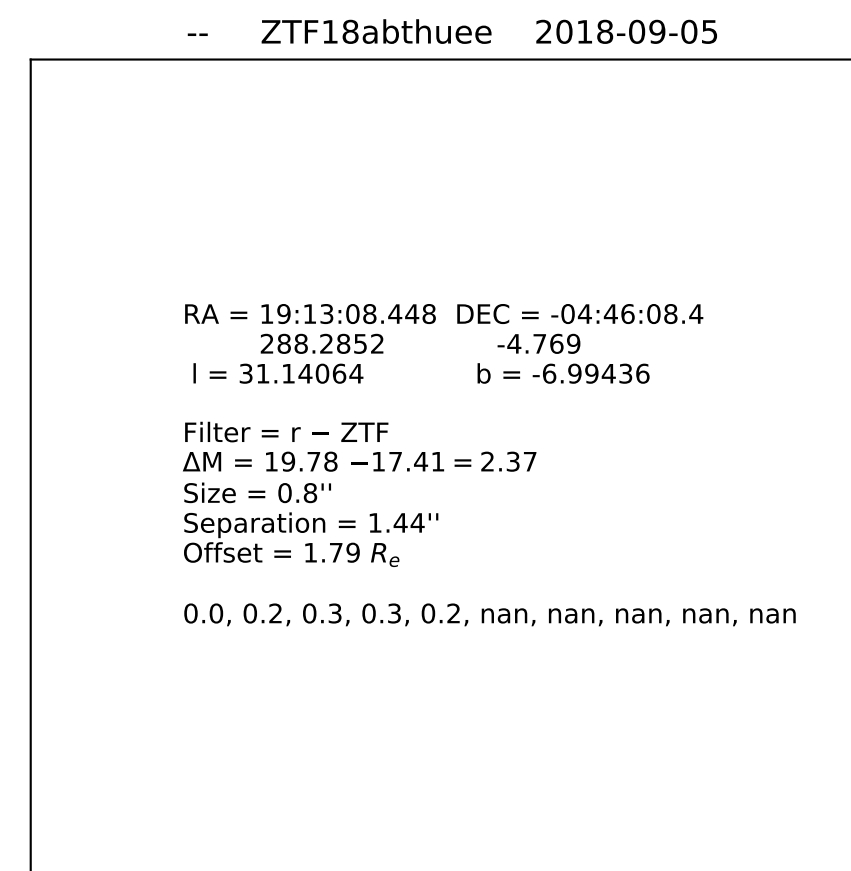 -- ZTF18abthuee 2018-09-05
RA = 19:13:08.448 DEC = -04:46:08.4
288.2852 -4.769
l = 31.14064 b = -6.99436
Filter = r − ZTF
ΔM = 19.78 −17.41 = 2.37
Size = 0.8''
Separation = 1.44''
Offset = 1.79 Rₑ
0.0, 0.2, 0.3, 0.3, 0.2, nan, nan, nan, nan, nan